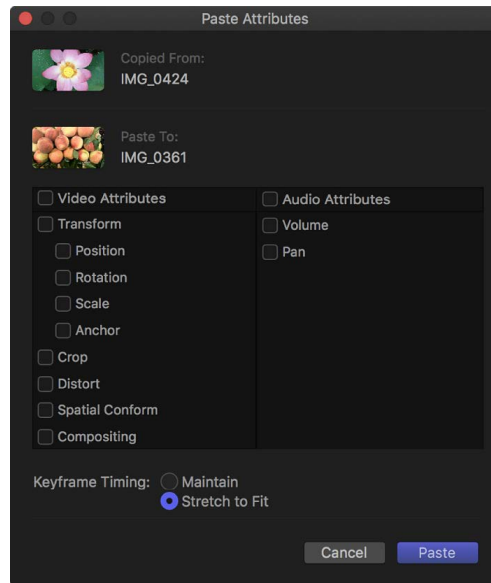 Paste Attributes
Copied From:
IMG_0424
Paste To:
IMG_0361
Video Attributes
Transform
Position
Rotation
Scale
Anchor
Crop
Distort
Spatial Conform
Compositing
Audio Attributes
Volume
Pan
Keyframe Timing:
Maintain
Stretch to Fit
Cancel
Paste